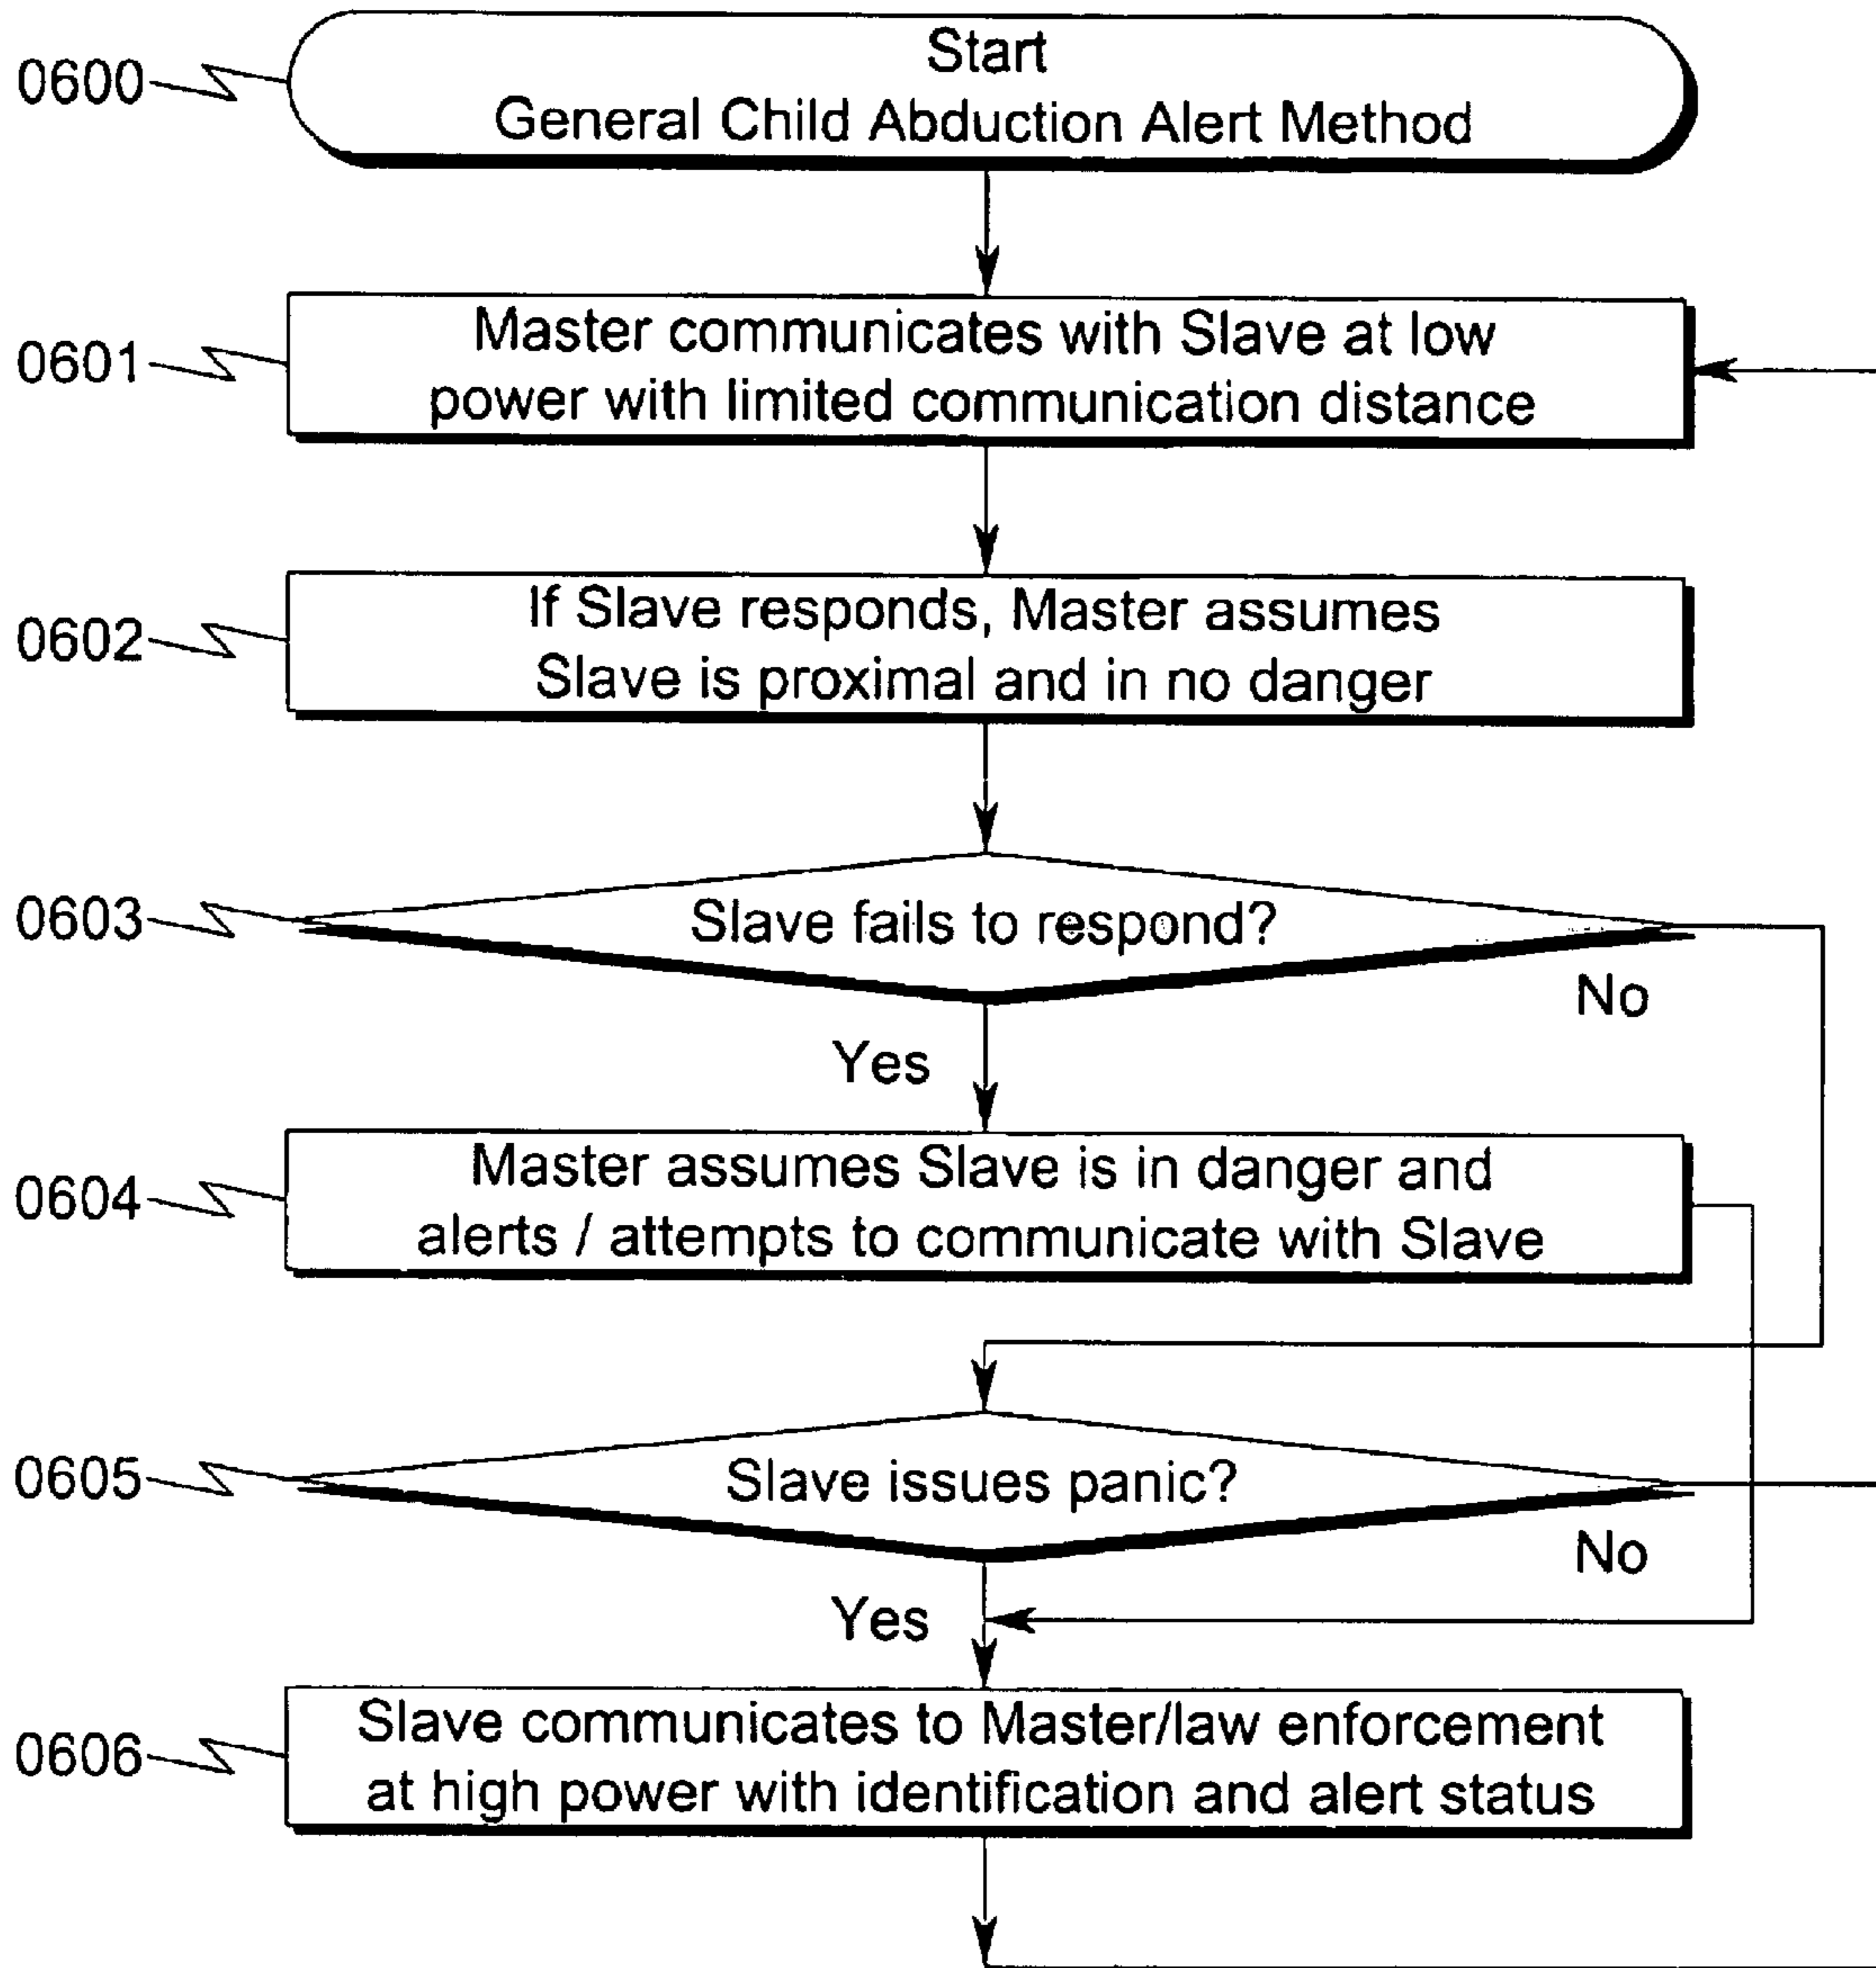 0600
Start
General Child Abduction Alert Method
0601
Master communicates with Slave at low
power with limited communication distance
0602
If Slave responds, Master assumes
Slave is proximal and in no danger
0603
Slave fails to respond?
No
Yes
0604
Master assumes Slave is in danger and
alerts / attempts to communicate with Slave
0605
Slave issues panic?
No
Yes
0606
Slave communicates to Master/law enforcement
at high power with identification and alert status